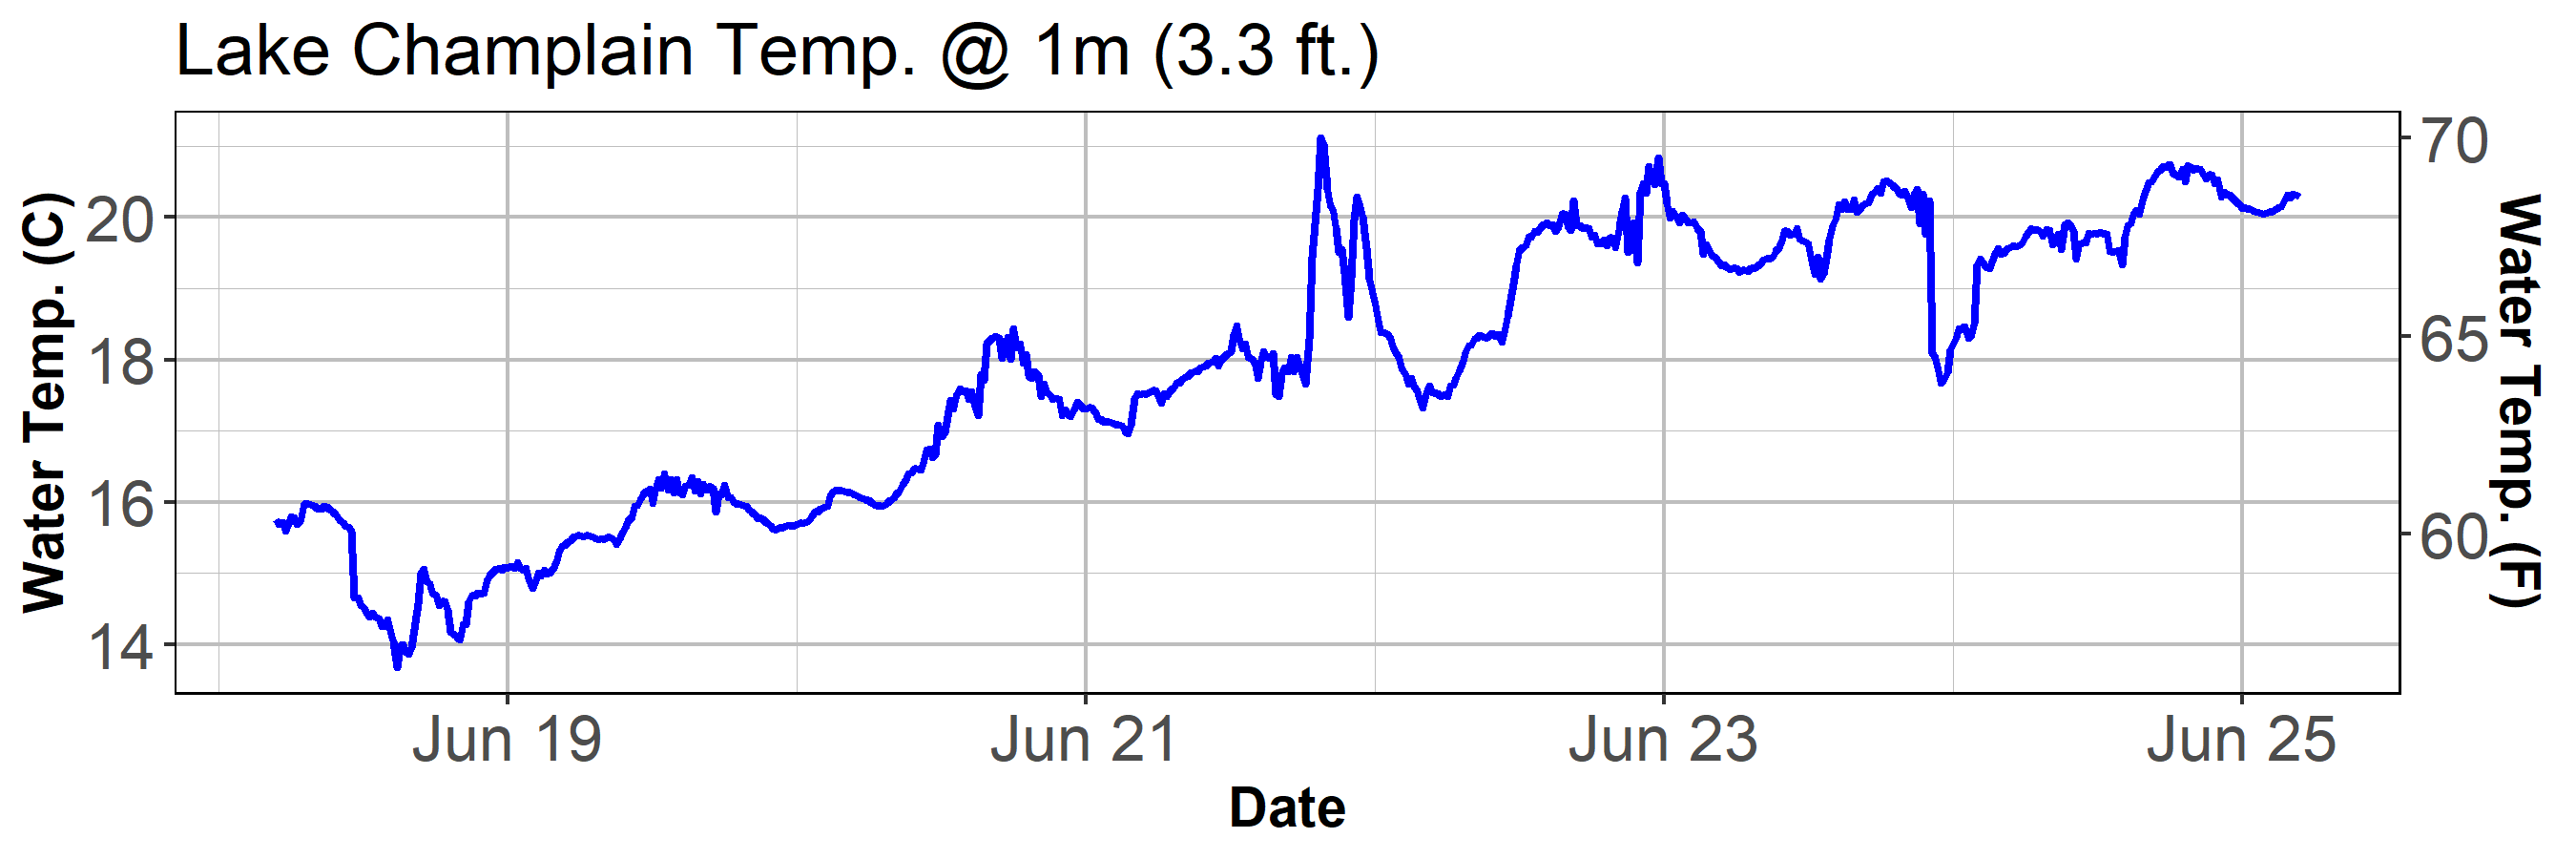 Lake Champlain Temp. @ 1m (3.3 ft.)
Water Temp. (C)
20
18
16
14
70
65
60
Water Temp. (F)
Jun 19
Jun 21
Jun 23
Jun 25
Date